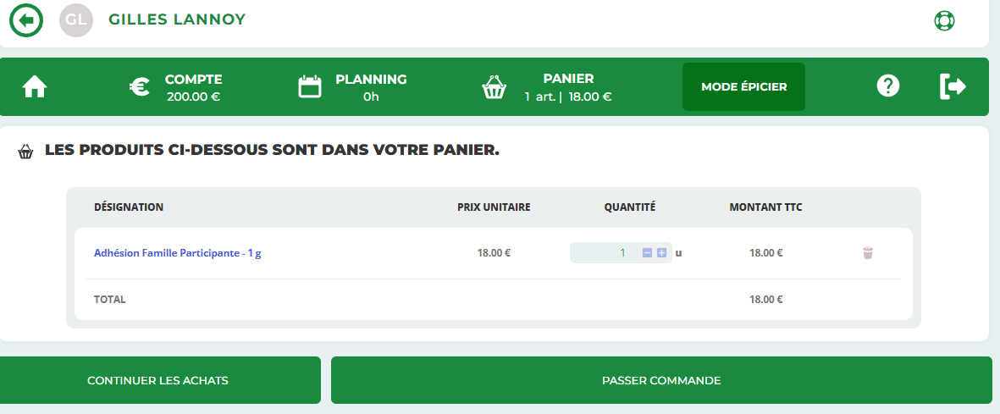 GL GILLES LANNOY
COMPTE
200.00 €
PLANNING
0h
PANIER
1 art. | 18.00 €
MODE ÉPICIER
?
LES PRODUITS CI-DESSOUS SONT DANS VOTRE PANIER.
DÉSIGNATION PRIX UNITAIRE QUANTITÉ MONTANT TTC
Adhésion Famille Participante - 1 g 18.00 € 1 u 18.00 €
TOTAL 18.00 €
CONTINUER LES ACHATS PASSER COMMANDE